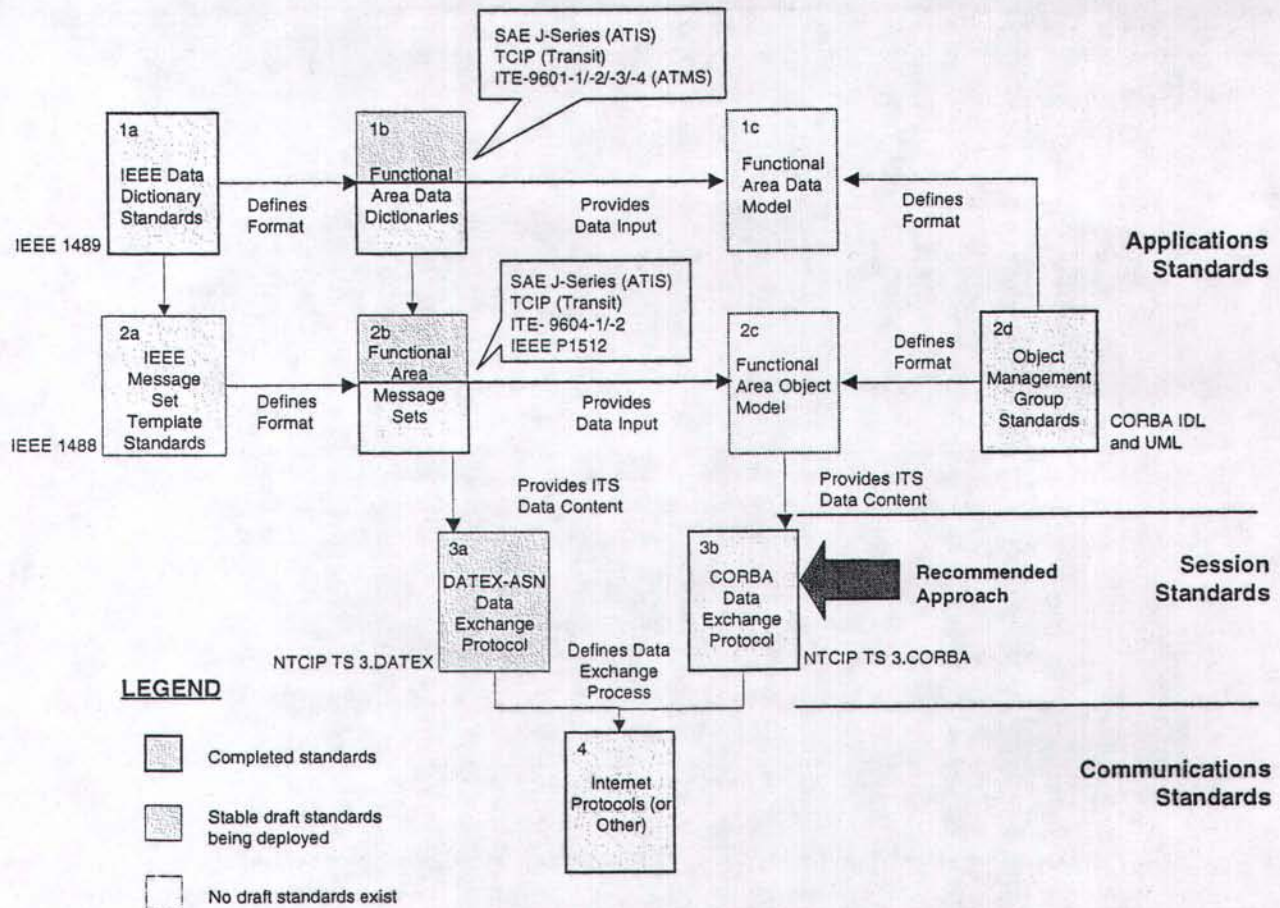 SAE J-Series (ATIS)
TCIP (Transit)
ITE-9601-1/-2/-3/-4 (ATMS)
1a
IEEE Data
Dictionary
Standards
IEEE 1489
Defines
Format
1b
Functional
Area Data
Dictionaries
Provides
Data Input
1c
Functional
Area Data
Model
Defines
Format
Applications
Standards
SAE J-Series (ATIS)
TCIP (Transit)
ITE- 9604-1/-2
IEEE P1512
2a
IEEE
Message
Set
Template
Standards
IEEE 1488
Defines
Format
2b
Functional
Area
Message
Sets
Provides
Data Input
2c
Functional
Area Object
Model
Defines
Format
2d
Object
Management
Group
Standards
CORBA IDL
and UML
Provides ITS
Data Content
Provides ITS
Data Content
3a
DATEX-ASN
Data
Exchange
Protocol
NTCIP TS 3.DATEX
Defines Data
Exchange
Process
3b
CORBA
Data
Exchange
Protocol
NTCIP TS 3.CORBA
Recommended
Approach
Session
Standards
LEGEND
Completed standards
Stable draft standards
being deployed
No draft standards exist
4
Internet
Protocols (or
Other)
Communications
Standards